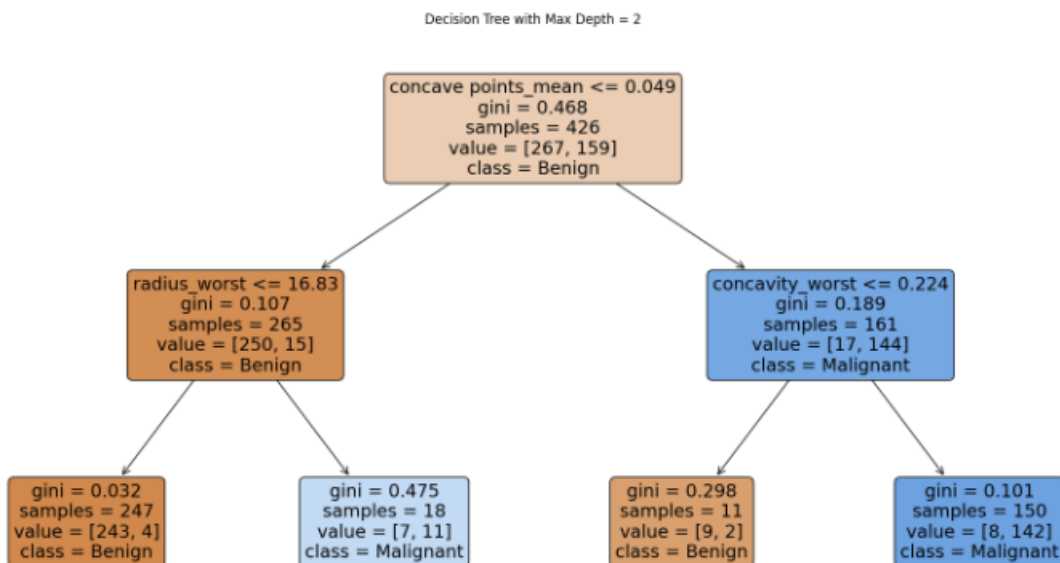 Decision Tree with Max Depth = 2
concave points_mean <= 0.049
gini = 0.468
samples = 426
value = [267, 159]
class = Benign
radius_worst <= 16.83
gini = 0.107
samples = 265
value = [250, 15]
class = Benign
concavity_worst <= 0.224
gini = 0.189
samples = 161
value = [17, 144]
class = Malignant
gini = 0.032
samples = 247
value = [243, 4]
class = Benign
gini = 0.475
samples = 18
value = [7, 11]
class = Malignant
gini = 0.298
samples = 11
value = [9, 2]
class = Benign
gini = 0.101
samples = 150
value = [8, 142]
class = Malignant